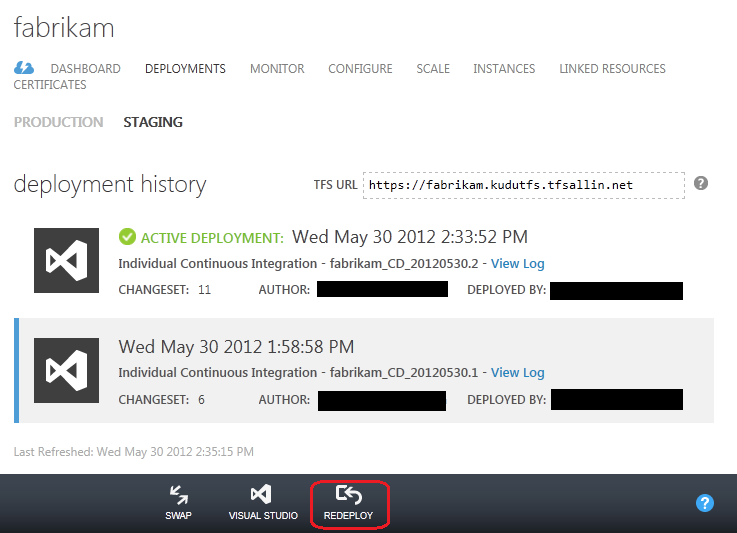 fabrikam
DASHBOARD DEPLOYMENTS MONITOR CONFIGURE SCALE INSTANCES LINKED RESOURCES
CERTIFICATES
PRODUCTION STAGING
deployment history TFS URL https://fabrikam.kudutfs.tfsallin.net ?
ACTIVE DEPLOYMENT: Wed May 30 2012 2:33:52 PM
Individual Continuous Integration - fabrikam_CD_20120530.2 - View Log
CHANGESET: 11 AUTHOR: DEPLOYED BY:
Wed May 30 2012 1:58:58 PM
Individual Continuous Integration - fabrikam_CD_20120530.1 - View Log
CHANGESET: 6 AUTHOR: DEPLOYED BY:
Last Refreshed: Wed May 30 2012 2:35:15 PM
SWAP VISUAL STUDIO REDEPLOY ?